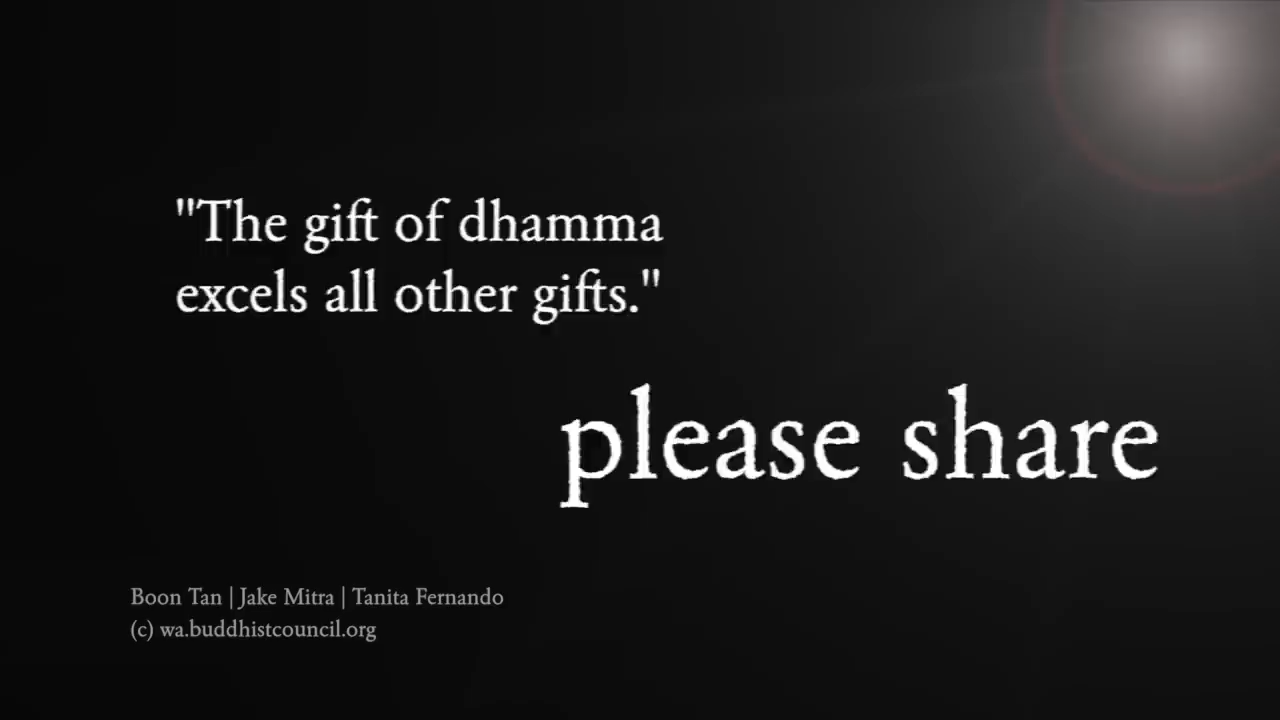 "The gift of dhamma
excels all other gifts."
please share
Boon Tan | Jake Mitra | Tanita Fernando
(c) wa.buddhistcouncil.org